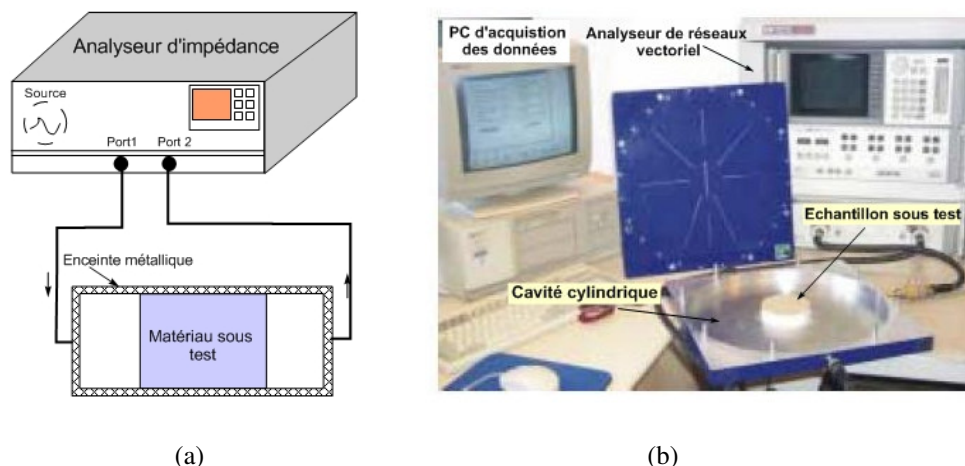 Analyseur d'impédance
Source
Port1 Port 2
Enceinte métallique
Matériau sous
test
(a)
PC d'acquistion
des données
Analyseur de réseaux
vectoriel
Echantillon sous test
Cavité cylindrique
(b)